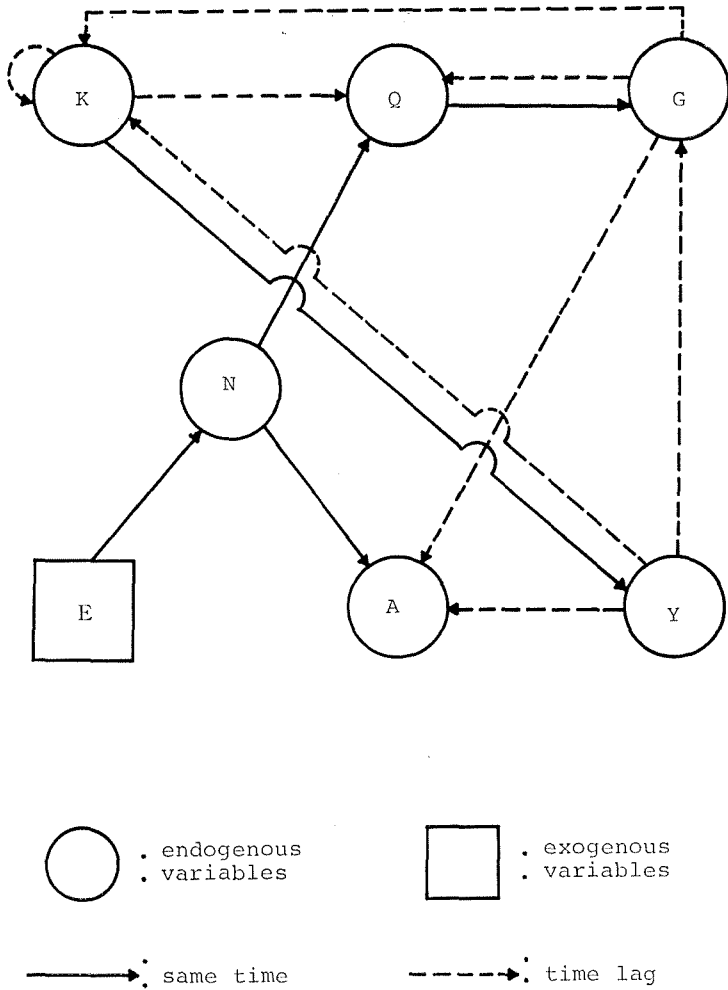 K
Q
G
N
E
A
Y
: endogenous
: variables
: exogenous
: variables
: same time
: time lag